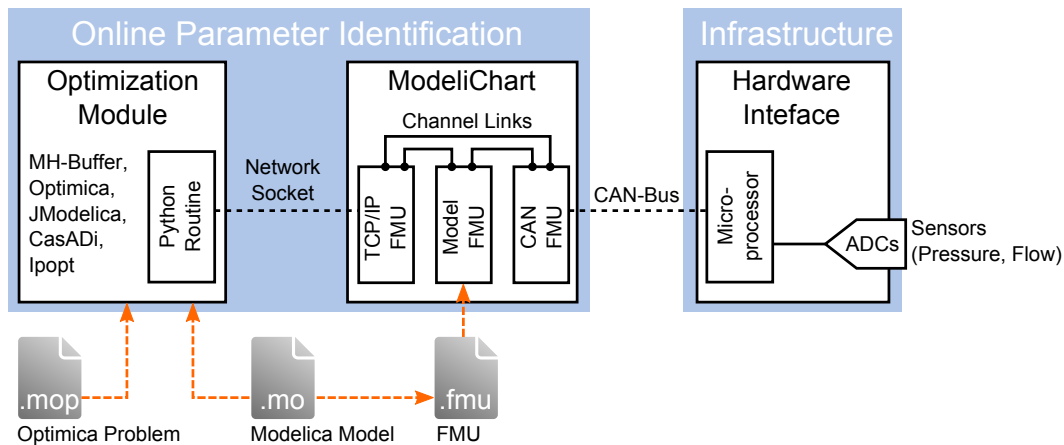 Online Parameter Identification
Infrastructure
Optimization
Module
MH-Buffer,
Optimica,
JModelica,
CasADi,
Ipopt
Python
Routine
Network
Socket
ModeliChart
Channel Links
TCP/IP
FMU
Model
FMU
CAN
FMU
CAN-Bus
Hardware
Inteface
Micro-
processor
ADCs
Sensors
(Pressure, Flow)
.mop
Optimica Problem
.mo
Modelica Model
.fmu
FMU